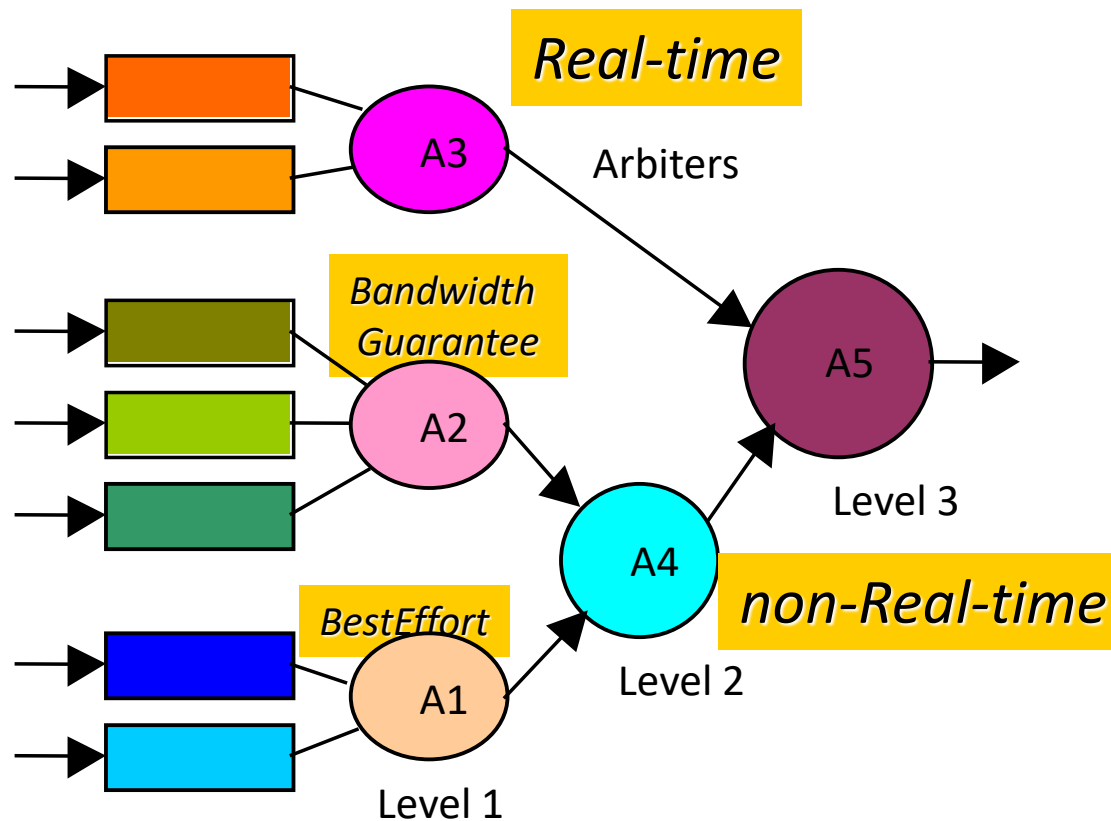 Real-time
A3
Arbiters
Bandwidth
Guarantee
A5
A2
Level 3
A4
non-Real-time
BestEffort
Level 2
A1
Level 1